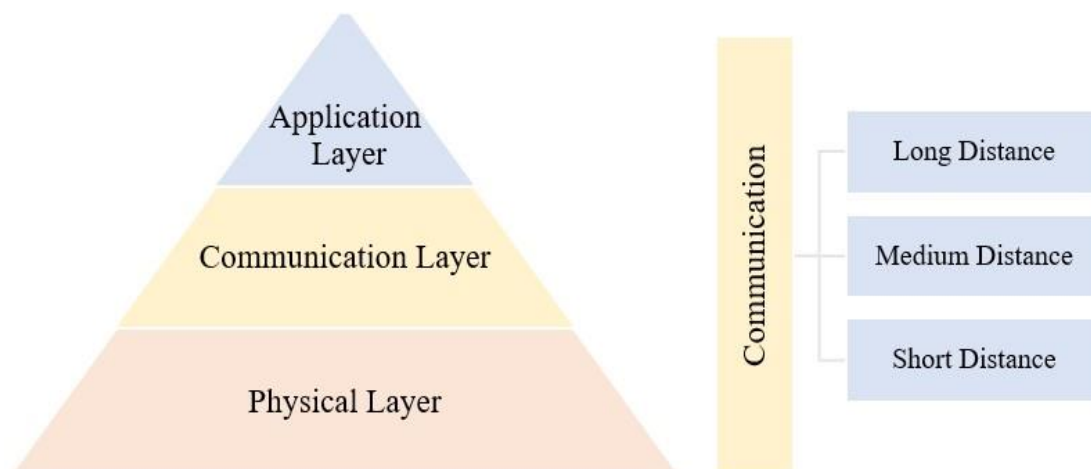 Application
Layer
Communication Layer
Physical Layer
Communication
Long Distance
Medium Distance
Short Distance